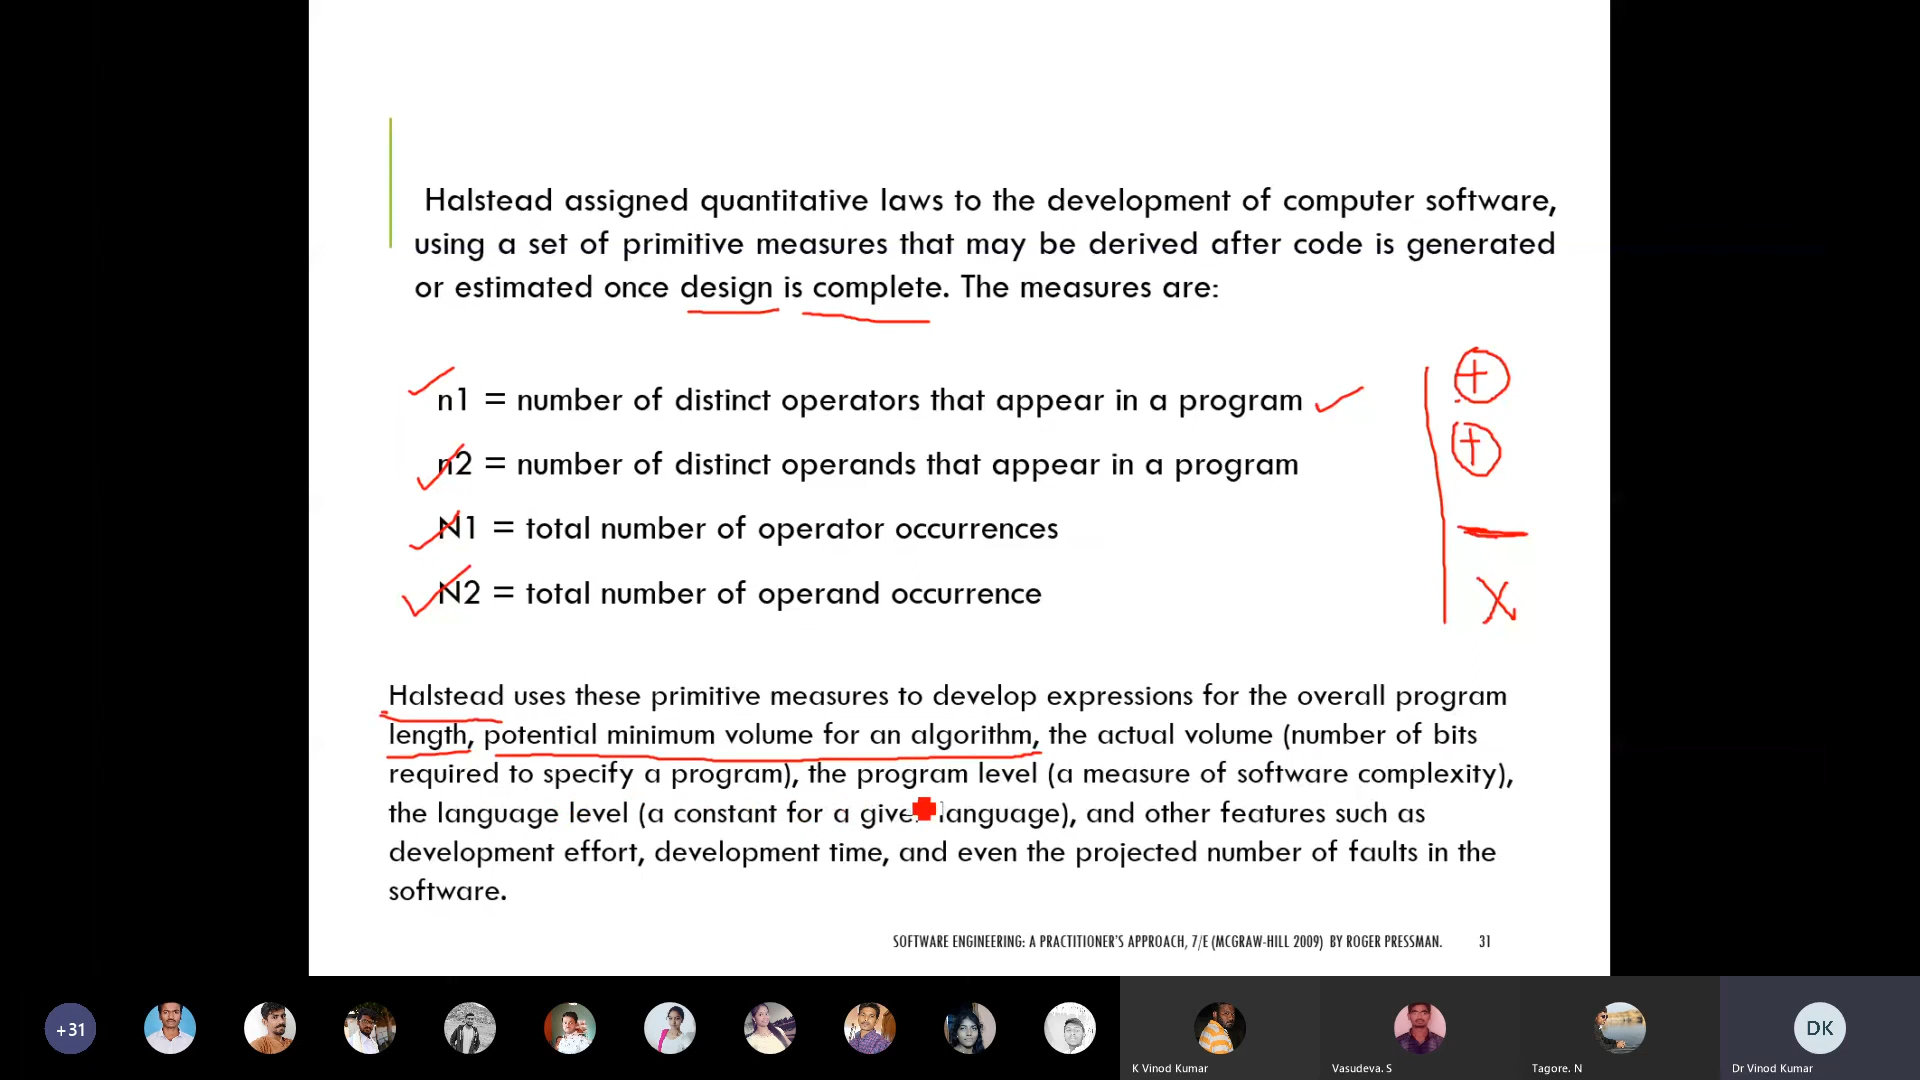 Halstead assigned quantitative laws to the development of computer software,
using a set of primitive measures that may be derived after code is generated
or estimated once design is complete. The measures are:
n1 = number of distinct operators that appear in a program
+
n2 = number of distinct operands that appear in a program
+
N1 = total number of operator occurrences
—
N2 = total number of operand occurrence
X
Halstead uses these primitive measures to develop expressions for the overall program
length, potential minimum volume for an algorithm, the actual volume (number of bits
required to specify a program), the program level (a measure of software complexity),
the language level (a constant for a given language), and other features such as
development effort, development time, and even the projected number of faults in the
software.
SOFTWARE ENGINEERING: A PRACTITIONER'S APPROACH, 7/E (MCGRAW-HILL 2009) BY ROGER PRESSMAN. 31
+31
DK
K Vinod Kumar
Vasudeva. S
Tagore. N
Dr Vinod Kumar